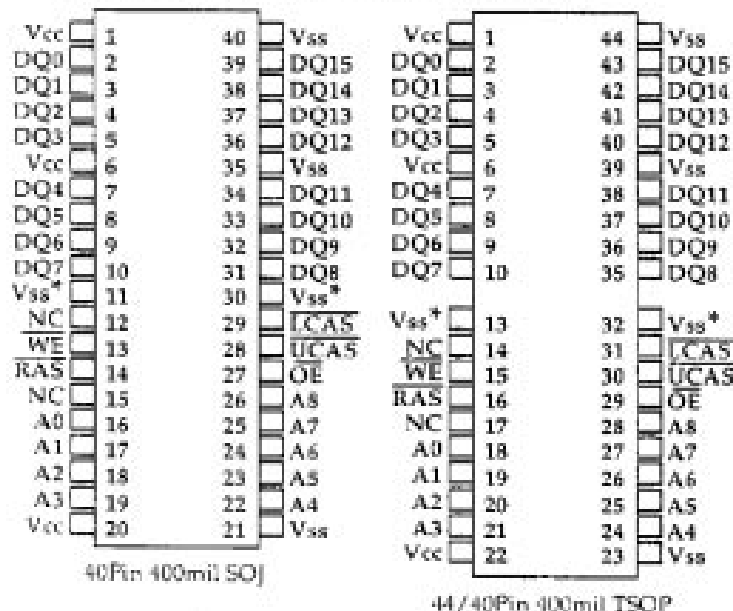 Vcc 1 40 Vss
DQ0 2 39 DQ15
DQ1 3 38 DQ14
DQ2 4 37 DQ13
DQ3 5 36 DQ12
Vcc 6 35 Vss
DQ4 7 34 DQ11
DQ5 8 33 DQ10
DQ6 9 32 DQ9
DQ7 10 31 DQ8
Vss* 11 30 Vss*
NC 12 29 LCAS
WE 13 28 UCAS
RAS 14 27 OE
NC 15 26 A8
A0 16 25 A7
A1 17 24 A6
A2 18 23 A5
A3 19 22 A4
Vcc 20 21 Vss
40Pin 400mil SOJ
Vcc 1 44 Vss
DQ0 2 43 DQ15
DQ1 3 42 DQ14
DQ2 4 41 DQ13
DQ3 5 40 DQ12
Vcc 6 39 Vss
DQ4 7 38 DQ11
DQ5 8 37 DQ10
DQ6 9 36 DQ9
DQ7 10 35 DQ8
Vss* 13 32 Vss*
NC 14 31 LCAS
WE 15 30 UCAS
RAS 16 29 OE
NC 17 28 A8
A0 18 27 A7
A1 19 26 A6
A2 20 25 A5
A3 21 24 A4
Vcc 22 23 Vss
44/40Pin 400mil TSOP